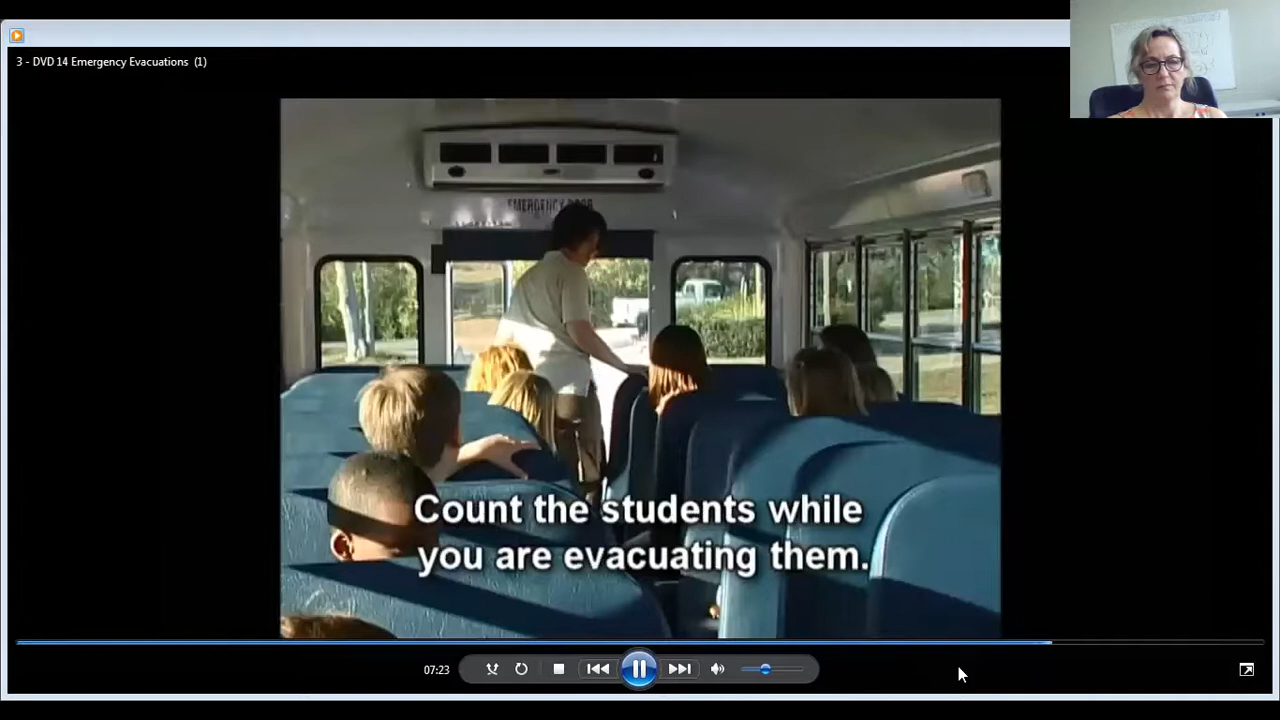 3 - DVD 14 Emergency Evacuations (1)
EMERGENCY DOOR
Count the students while
you are evacuating them.
07:23